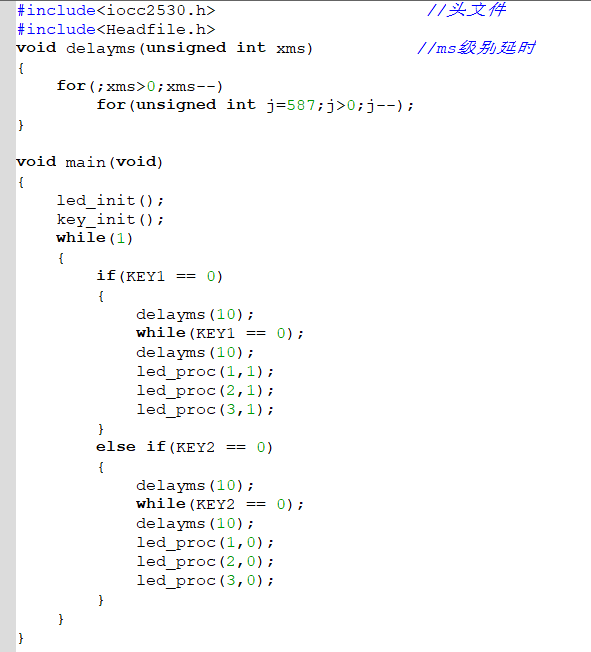 #include<iocc2530.h>                     //头文件
#include<Headfile.h>
void delayms(unsigned int xms)          //ms级别延时
{
    for(;xms>0;xms--)
        for(unsigned int j=587;j>0;j--);
}

void main(void)
{
    led_init();
    key_init();
    while(1)
    {
        if(KEY1 == 0)
        {
            delayms(10);
            while(KEY1 == 0);
            delayms(10);
            led_proc(1,1);
            led_proc(2,1);
            led_proc(3,1);
        }
        else if(KEY2 == 0)
        {
            delayms(10);
            while(KEY2 == 0);
            delayms(10);
            led_proc(1,0);
            led_proc(2,0);
            led_proc(3,0);
        }
    }
}